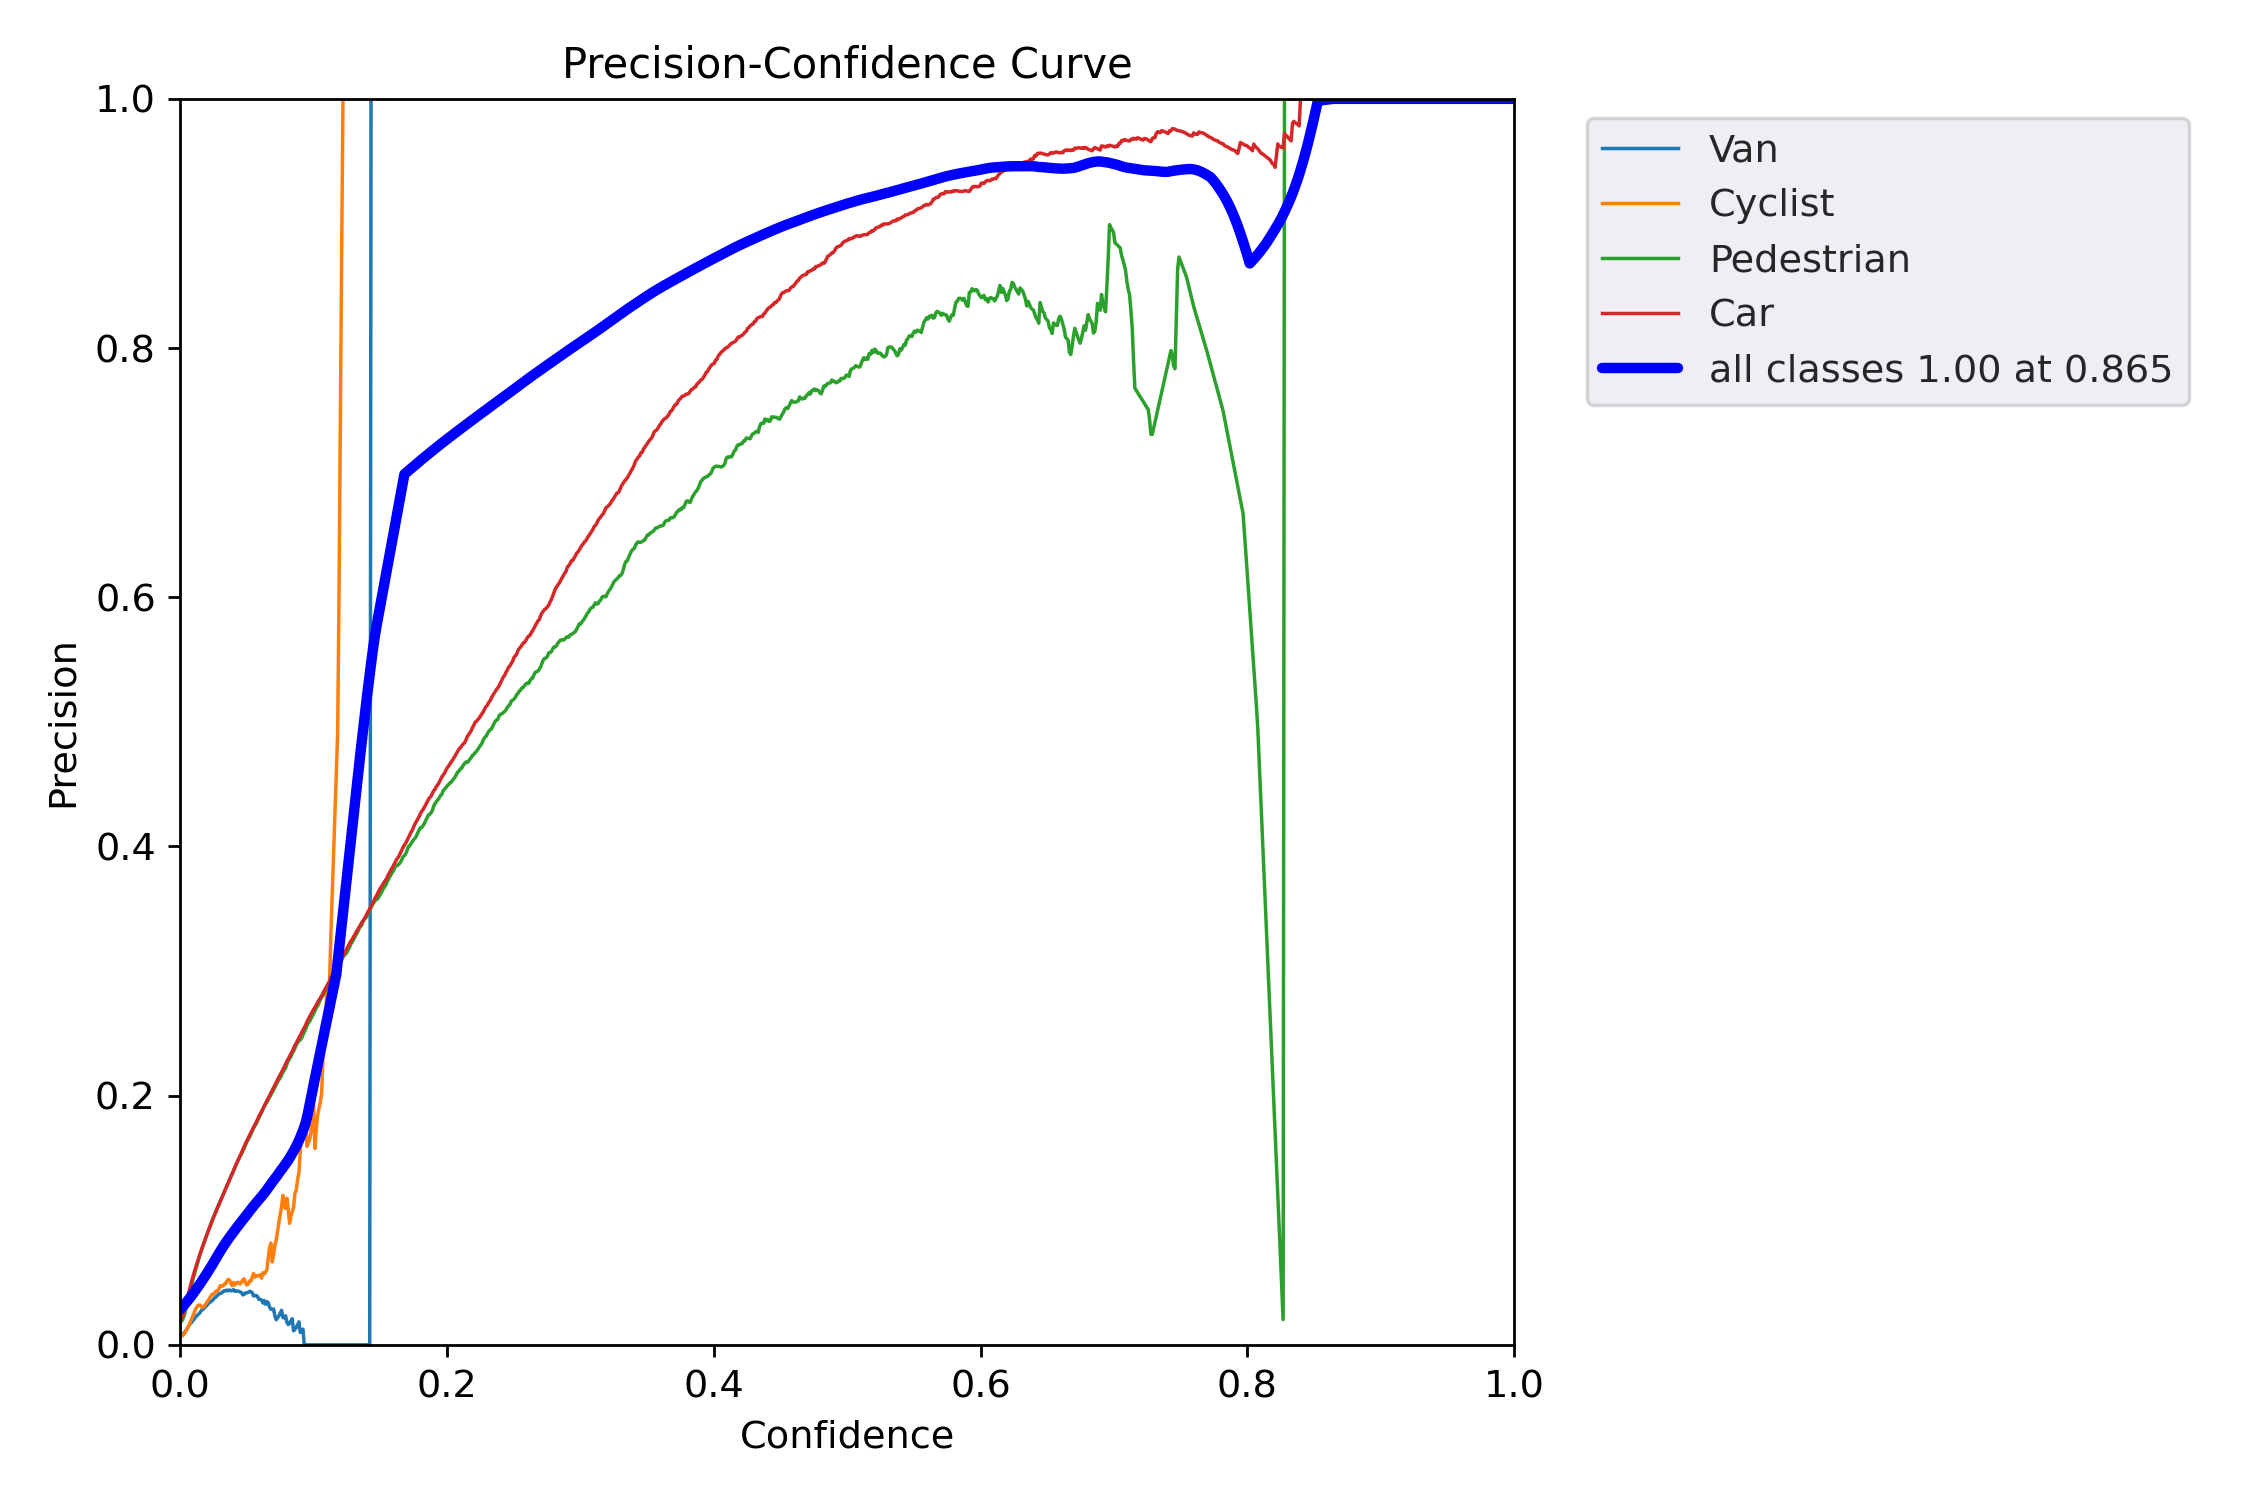 Precision-Confidence Curve
Precision
1.0
0.8
0.6
0.4
0.2
0.0
0.0 0.2 0.4 0.6 0.8 1.0
Confidence
Van
Cyclist
Pedestrian
Car
all classes 1.00 at 0.865